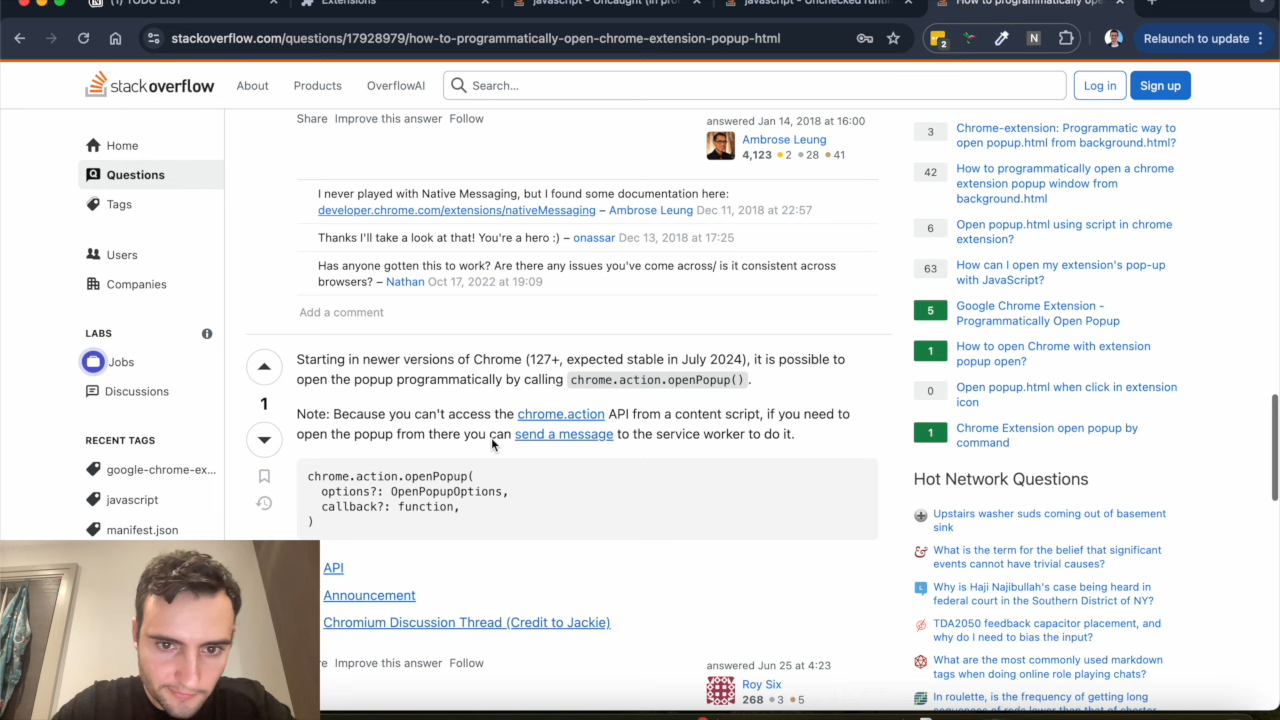 (1) TODO LIST
Extensions
javascript - Uncaught (in pro
javascript - Unchecked runtim
How to programmatically open
stackoverflow.com/questions/17928979/how-to-programmatically-open-chrome-extension-popup-html
2
N
Relaunch to update
stackoverflow
About
Products
OverflowAI
Search...
Log in
Sign up
Home
Questions
Tags
Users
Companies
LABS
Jobs
Discussions
RECENT TAGS
google-chrome-ex...
javascript
manifest.json
Share Improve this answer Follow
answered Jan 14, 2018 at 16:00
Ambrose Leung
4,123 2 28 41
I never played with Native Messaging, but I found some documentation here:
developer.chrome.com/extensions/nativeMessaging – Ambrose Leung Dec 11, 2018 at 22:57
Thanks I'll take a look at that! You're a hero :) – onassar Dec 13, 2018 at 17:25
Has anyone gotten this to work? Are there any issues you've come across/ is it consistent across
browsers? – Nathan Oct 17, 2022 at 19:09
Add a comment
1
Starting in newer versions of Chrome (127+, expected stable in July 2024), it is possible to
open the popup programmatically by calling chrome.action.openPopup().
Note: Because you can't access the chrome.action API from a content script, if you need to
open the popup from there you can send a message to the service worker to do it.
chrome.action.openPopup(
options?: OpenPopupOptions,
callback?: function,
)
API
Announcement
Chromium Discussion Thread (Credit to Jackie)
re Improve this answer Follow
answered Jun 25 at 4:23
Roy Six
268 3 5
3 Chrome-extension: Programmatic way to
open popup.html from background.html?
42 How to programmatically open a chrome
extension popup window from
background.html
6 Open popup.html using script in chrome
extension?
63 How can I open my extension's pop-up
with JavaScript?
5 Google Chrome Extension -
Programmatically Open Popup
1 How to open Chrome with extension
popup open?
0 Open popup.html when click in extension
icon
1 Chrome Extension open popup by
command
Hot Network Questions
Upstairs washer suds coming out of basement
sink
What is the term for the belief that significant
events cannot have trivial causes?
Why is Haji Najibullah's case being heard in
federal court in the Southern District of NY?
TDA2050 feedback capacitor placement, and
why do I need to bias the input?
What are the most commonly used markdown
tags when doing online role playing chats?
In roulette, is the frequency of getting long
sequences of reds lower than that of shorter